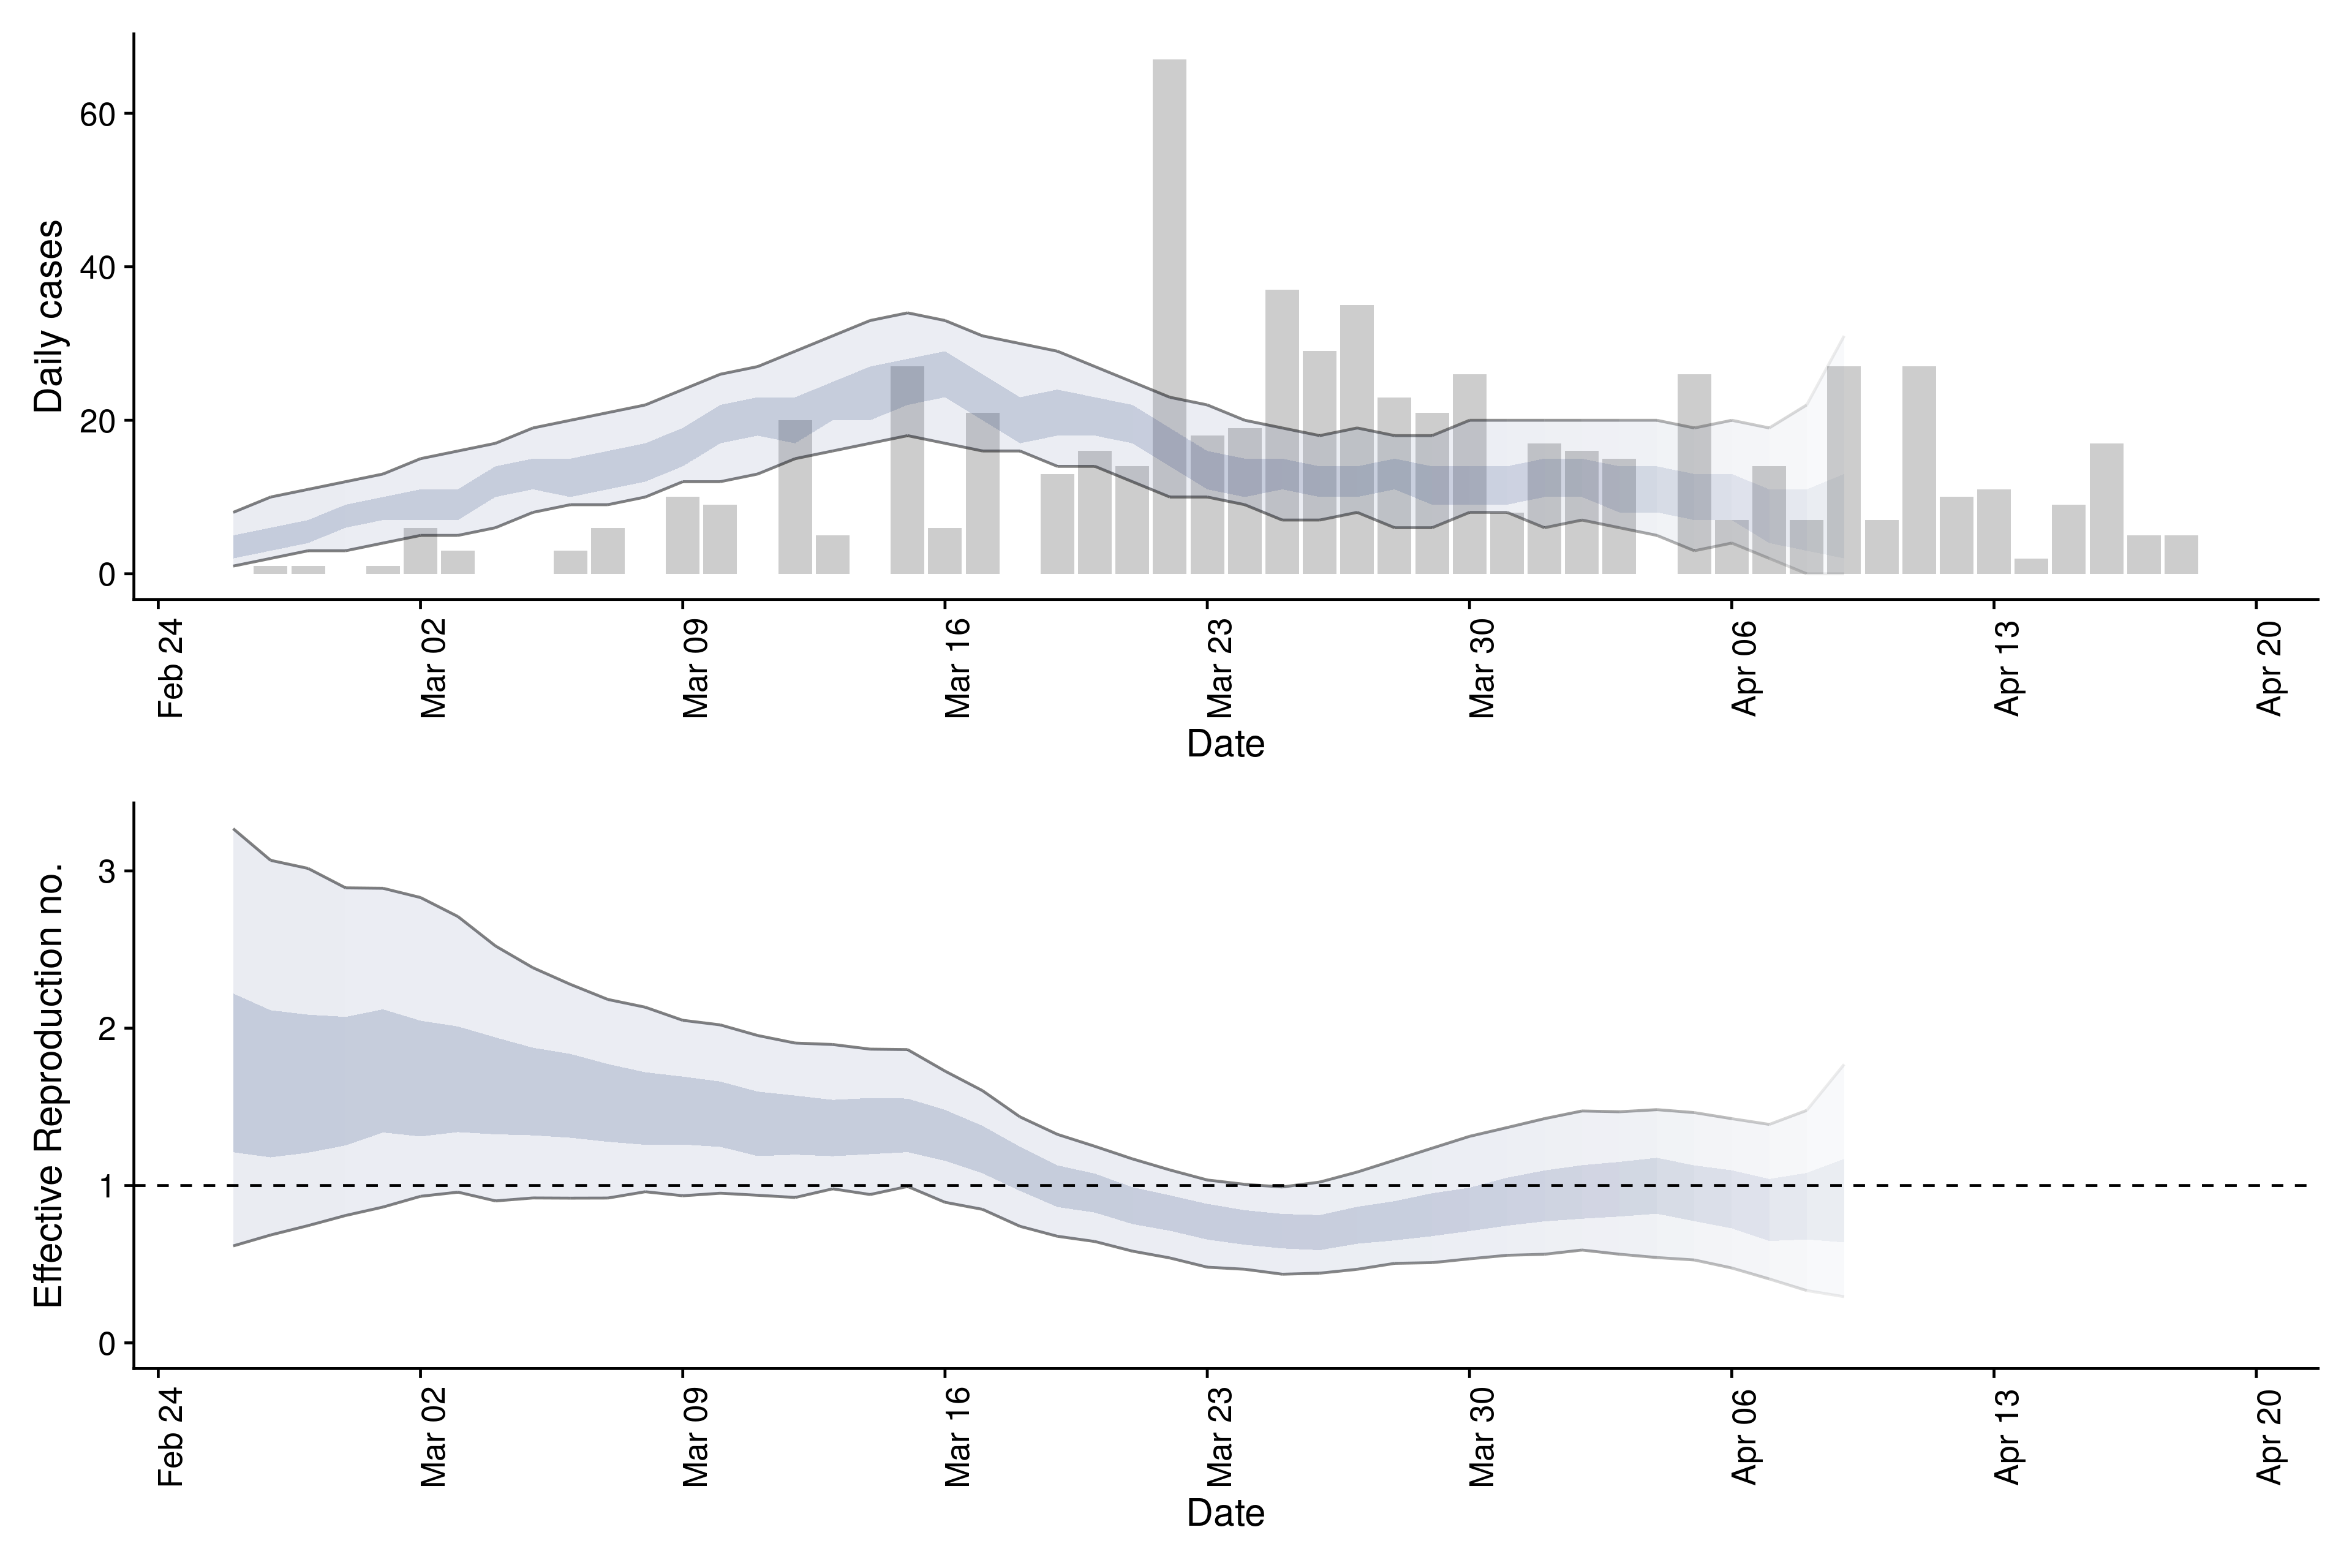 Daily cases
60
40
20
0
Feb 24
Mar 02
Mar 09
Mar 16
Mar 23
Mar 30
Apr 06
Apr 13
Apr 20
Date
Effective Reproduction no.
3
2
1
0
Feb 24
Mar 02
Mar 09
Mar 16
Mar 23
Mar 30
Apr 06
Apr 13
Apr 20
Date